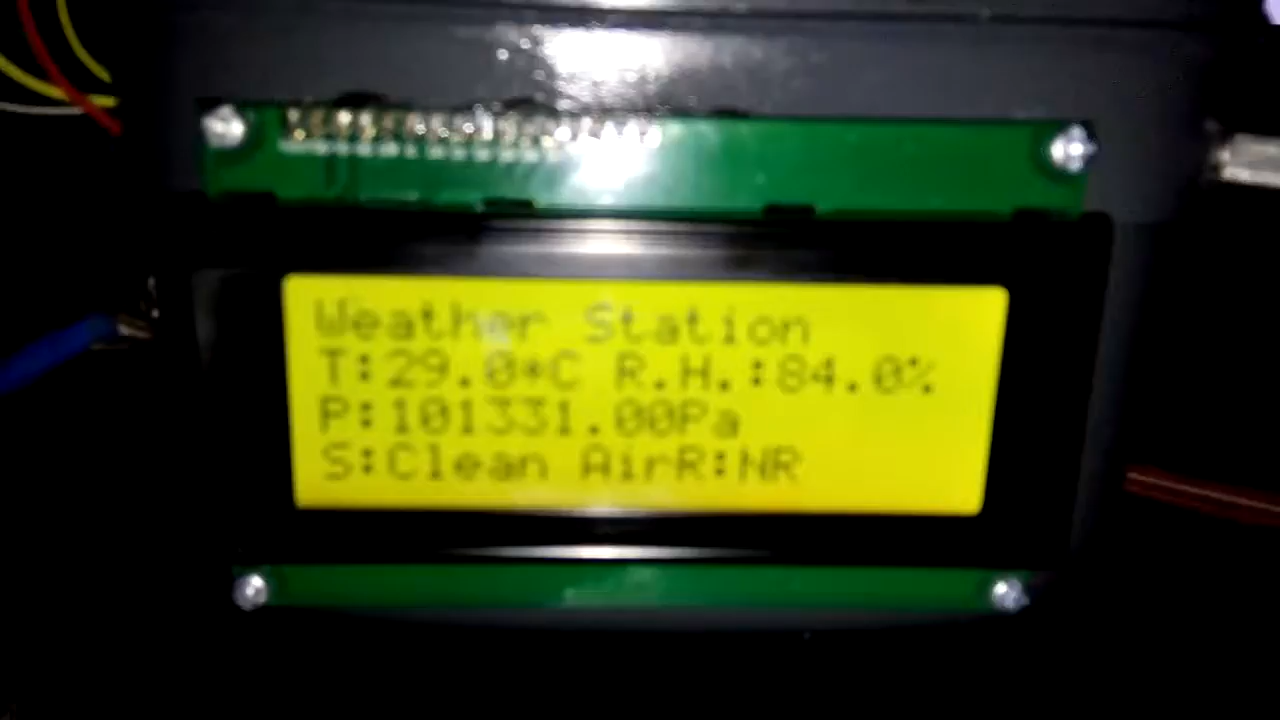 Weather Station
T:29.0*C R.H.:84.0%
P:101331.00Pa
S:Clean AirR:NR